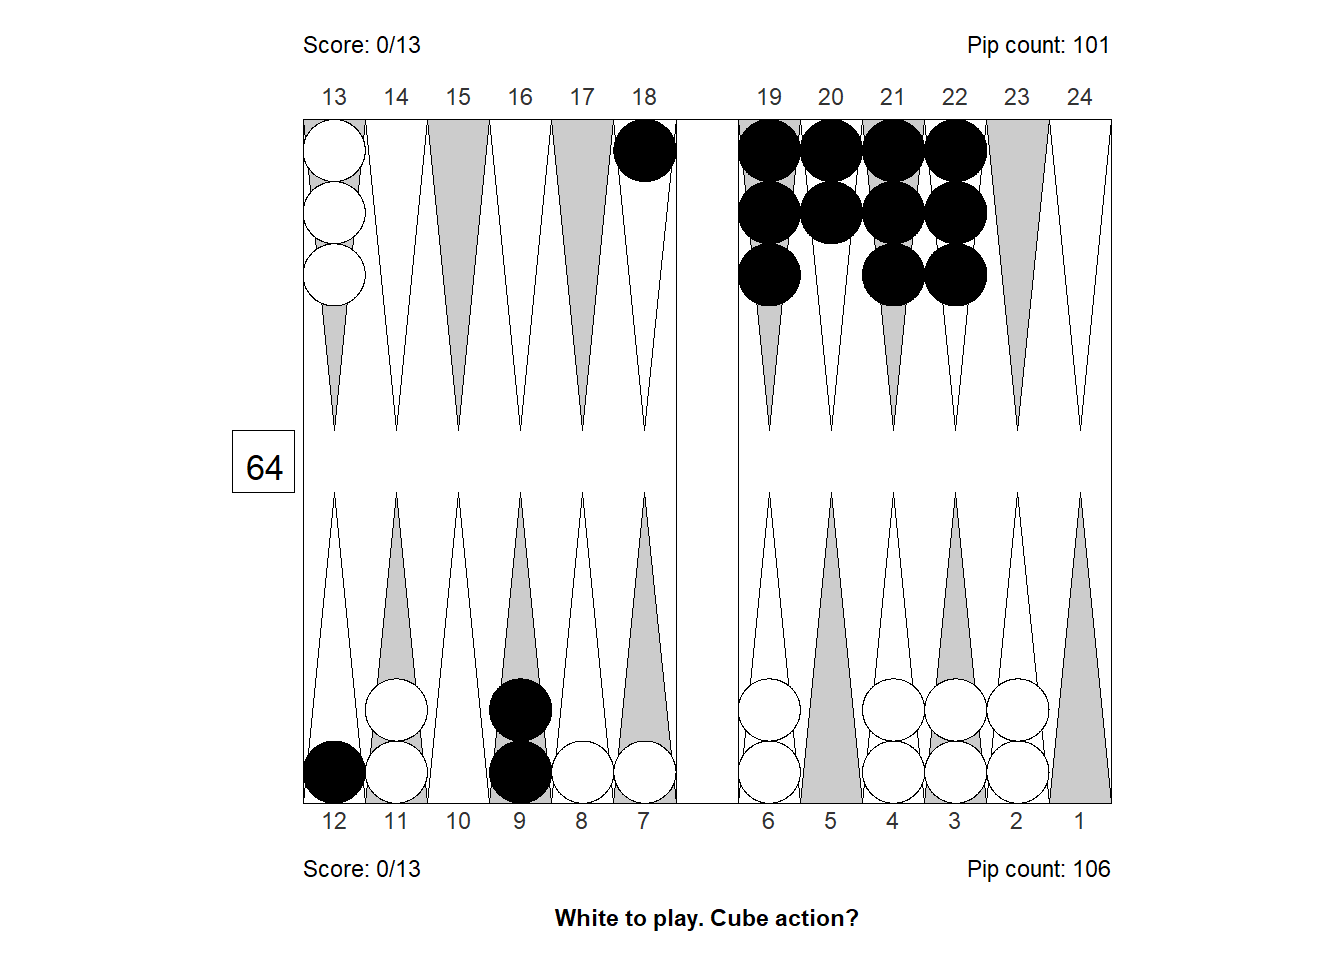 Score: 0/13 Pip count: 101
13 14 15 16 17 18 19 20 21 22 23 24
64
12 11 10 9 8 7 6 5 4 3 2 1
Score: 0/13 Pip count: 106
White to play. Cube action?